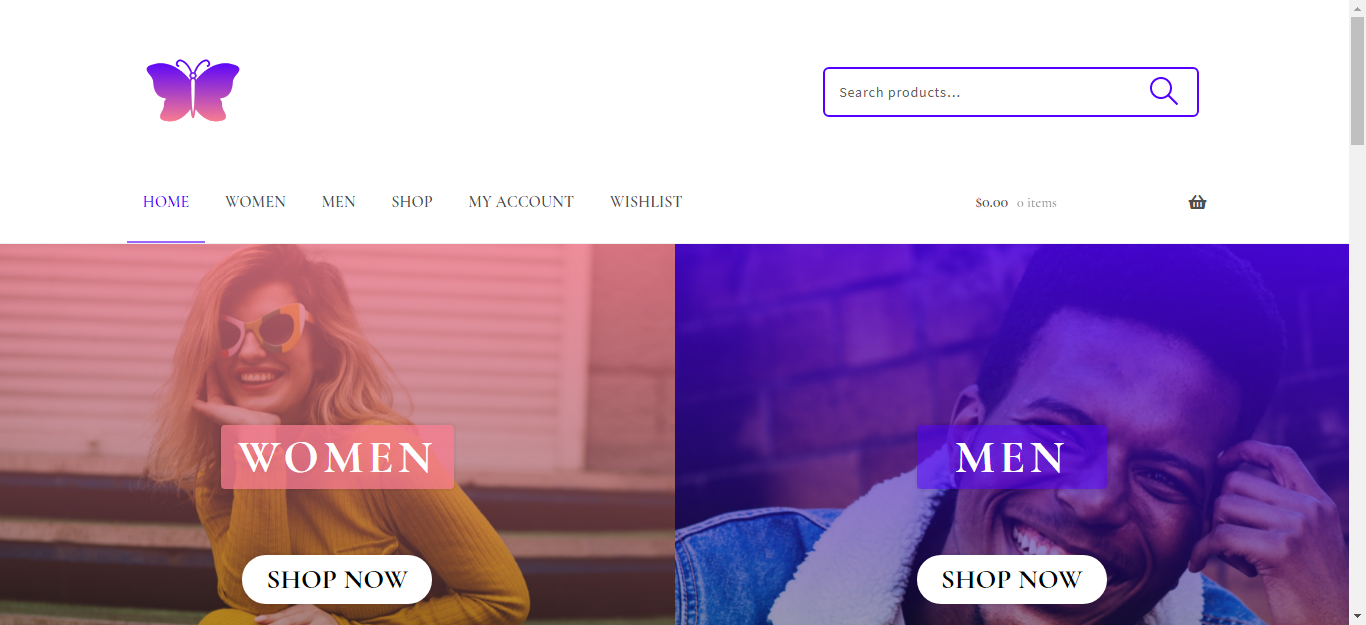 Search products...
HOME WOMEN MEN SHOP MY ACCOUNT WISHLIST $0.00 0 items
WOMEN
MEN
SHOP NOW
SHOP NOW